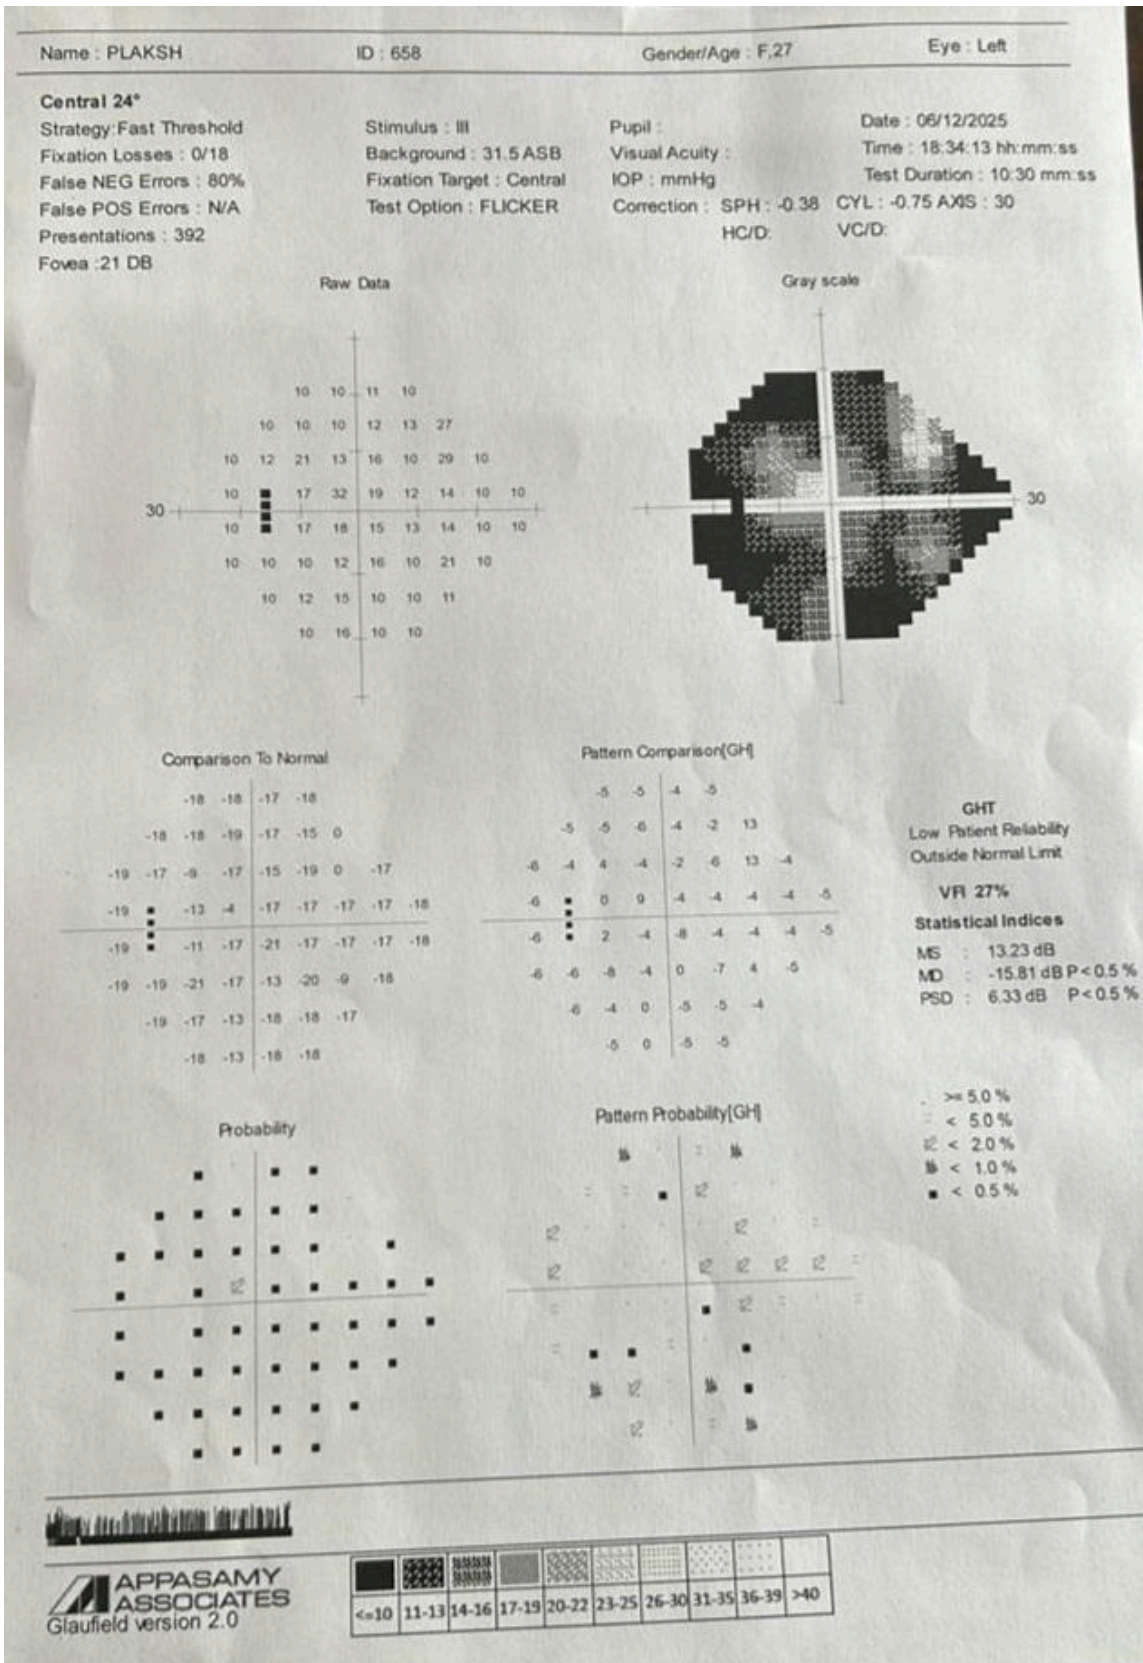 Name : PLAKSH ID : 658 Gender/Age : F,27 Eye : Left
Central 24°
Strategy:Fast Threshold Stimulus : III Pupil : Date : 06/12/2025
Fixation Losses : 0/18 Background : 31.5 ASB Visual Acuity : Time : 18:34:13 hh:mm:ss
False NEG Errors : 80% Fixation Target : Central IOP : mmHg Test Duration : 10:30 mm:ss
False POS Errors : N/A Test Option : FLICKER Correction : SPH : -0.38 CYL : -0.75 AXIS : 30
Presentations : 392 HC/D: VC/D:
Fovea :21 DB
Raw Data
10 10 11 10
10 10 10 12 13 27
10 12 21 13 16 10 29 10
10 17 32 19 12 14 10 10
30
10 17 18 15 13 14 10 10
10 10 10 12 16 10 21 10
10 12 15 10 10 11
10 16 10 10
Gray scale
30
Comparison To Normal
-18 -18 -17 -18
-18 -18 -19 -17 -15 0
-19 -17 -9 -17 -15 -19 0 -17
-19 -13 -4 -17 -17 -17 -17 -18
-19 -11 -17 -21 -17 -17 -17 -18
-19 -19 -21 -17 -13 -20 -9 -18
-19 -17 -13 -18 -18 -17
-18 -13 -18 -18
Pattern Comparison[GH]
-5 -5 -4 -5
-5 -5 -6 -4 -2 13
-6 -4 4 -4 -2 -6 13 -4
-6 0 9 -4 -4 -4 -4 -5
-6 2 -4 -8 -4 -4 -4 -5
-6 -6 -8 -4 0 -7 4 -5
-6 -4 0 -5 -5 -4
-5 0 -5 -5
GHT
Low Patient Reliability
Outside Normal Limit
VR 27%
Statistical Indices
MS : 13.23 dB
MD : -15.81 dB P < 0.5 %
PSD : 6.33 dB P < 0.5 %
Probability
Pattern Probability[GH]
>= 5.0 %
< 5.0 %
< 2.0 %
< 1.0 %
< 0.5 %
APPASAMY
ASSOCIATES
Glaufield version 2.0
<=10 11-13 14-16 17-19 20-22 23-25 26-30 31-35 36-39 >40